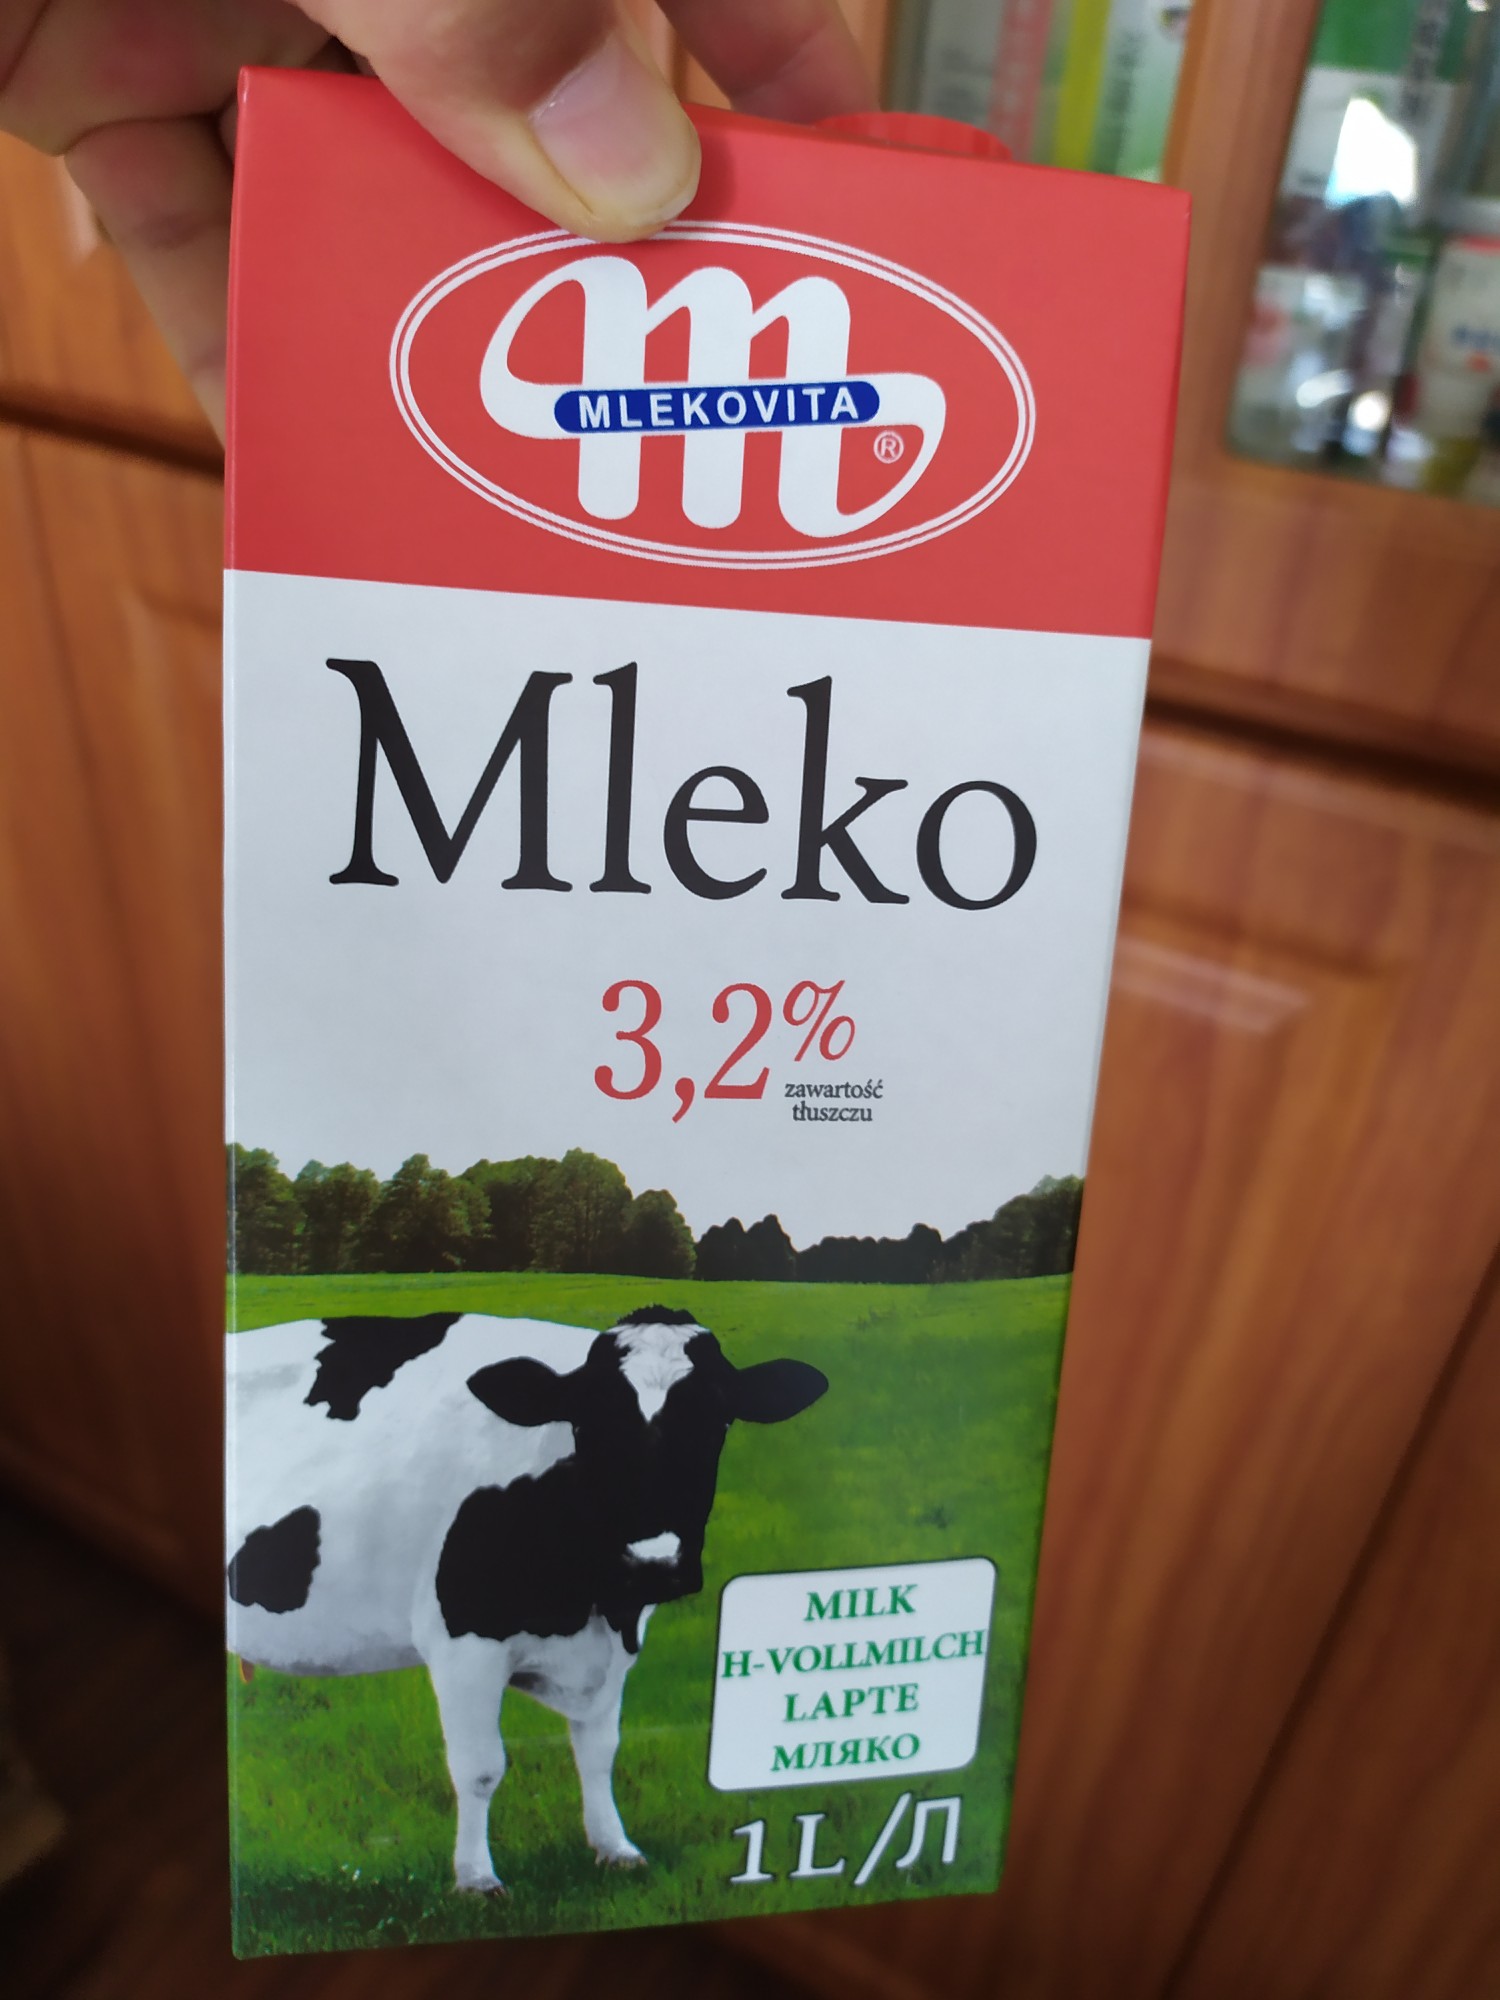 MLEKOVITA
®
Mleko
3,2%
zawartość
tłuszczu
MILK
H-VOLLMILCH
LAPTE
МЛЯКО
1L/Л